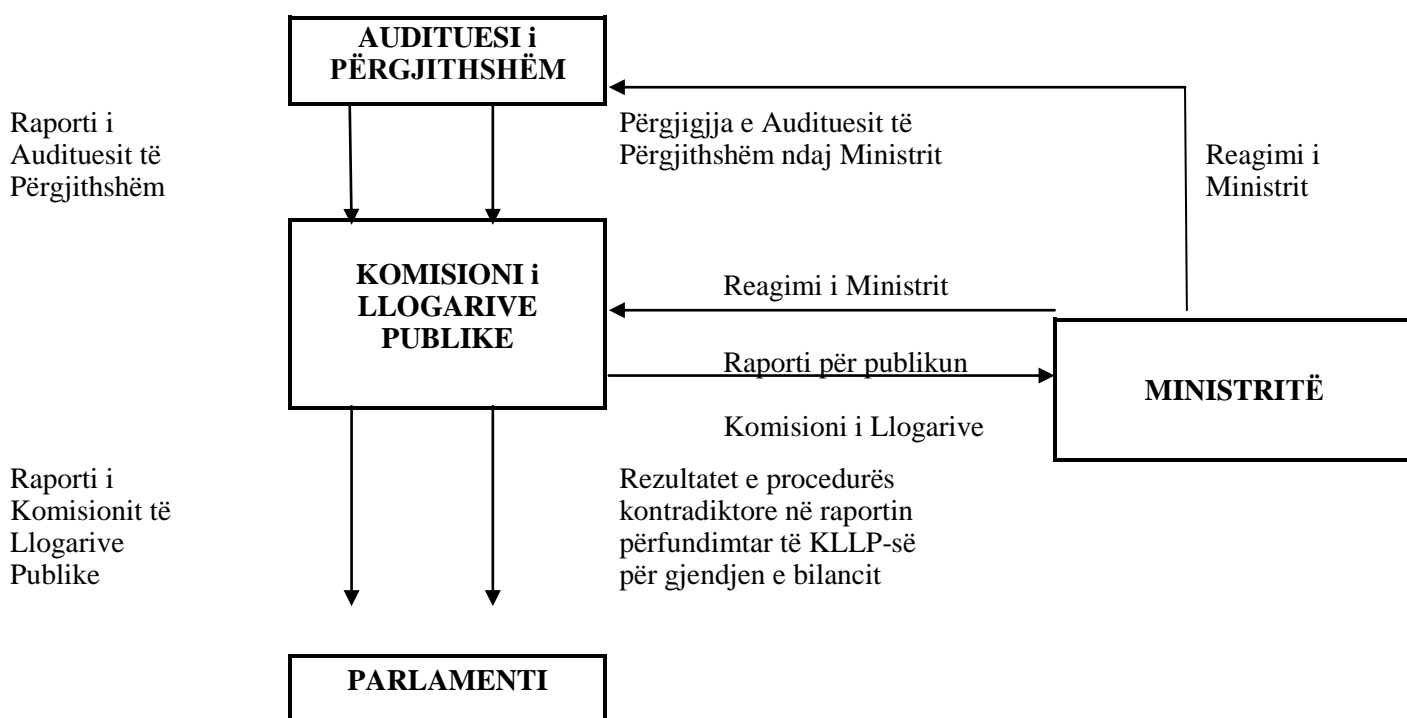 AUDITUESI i
PËRGJITHSHËM
Raporti i
Audituesit të
Përgjithshëm
Përgjigjja e Audituesit të
Përgjithshëm ndaj Ministrit
Reagimi i
Ministrit
KOMISIONI i
LLOGARIVE
PUBLIKE
Reagimi i Ministrit
Raporti për publikun
Komisioni i Llogarive
MINISTRITË
Raporti i
Komisionit të
Llogarive
Publike
Rezultatet e procedurës
kontradiktore në raportin
përfundimtar të KLLP-së
për gjendjen e bilancit
PARLAMENTI